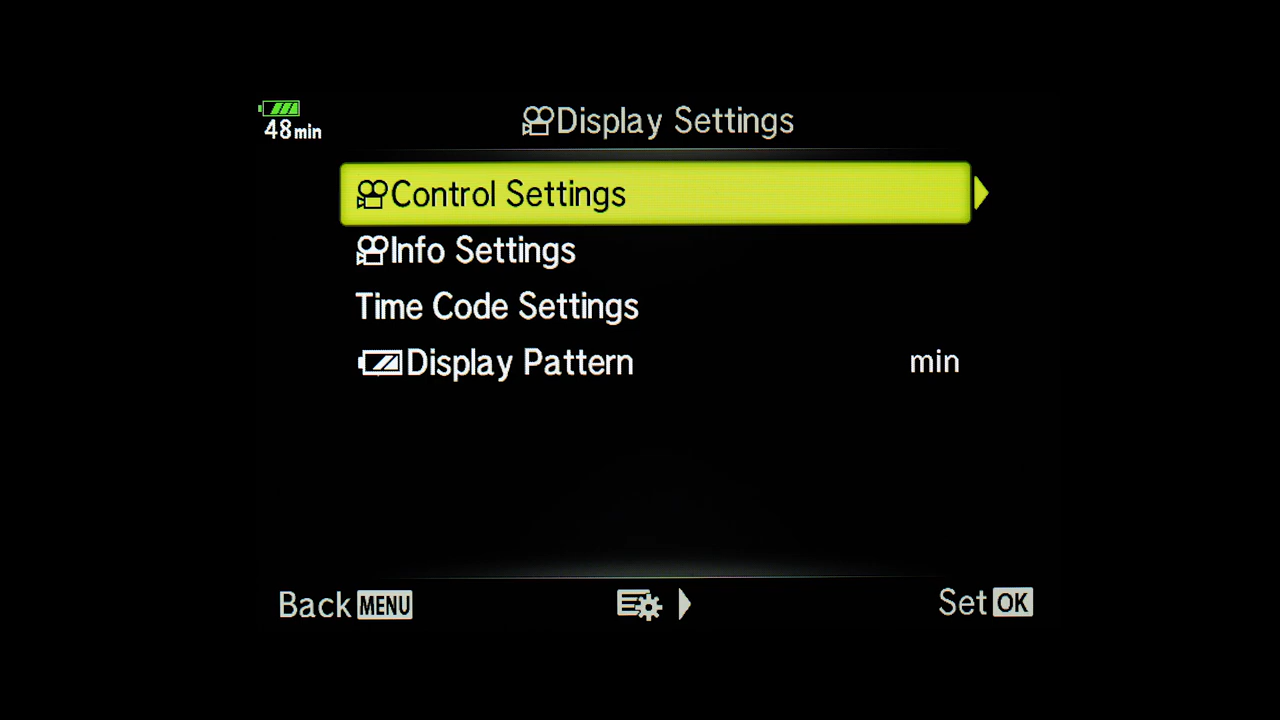 48min
Display Settings
Control Settings
Info Settings
Time Code Settings
Display Pattern min
Back MENU
Set OK